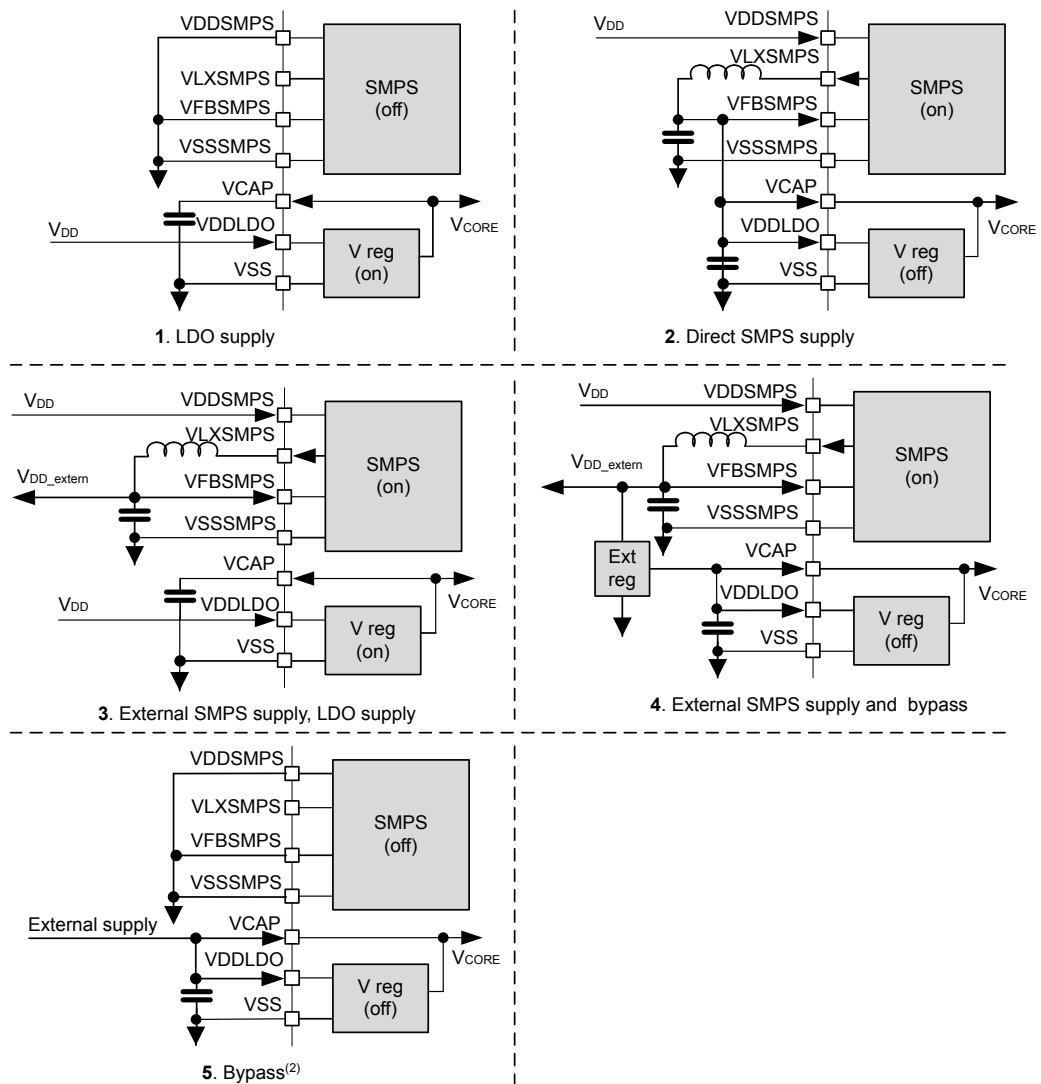 VDDSMPS
VLXSMPS
VFBSMPS
VSSSMPS
SMPS
(off)
VCAP
VDD
VDDLDO
VSS
V reg
(on)
VCORE
1. LDO supply
VDD
VDDSMPS
VLXSMPS
VFBSMPS
VSSSMPS
SMPS
(on)
VCAP
VDDLDO
VSS
V reg
(off)
VCORE
2. Direct SMPS supply
VDD
VDDSMPS
VLXSMPS
VDD_extern
VFBSMPS
VSSSMPS
SMPS
(on)
VCAP
VDD
VDDLDO
VSS
V reg
(on)
VCORE
3. External SMPS supply, LDO supply
VDD
VDDSMPS
VLXSMPS
VDD_extern
VFBSMPS
VSSSMPS
SMPS
(on)
Ext
reg
VCAP
VDDLDO
VSS
V reg
(off)
VCORE
4. External SMPS supply and bypass
VDDSMPS
VLXSMPS
VFBSMPS
VSSSMPS
SMPS
(off)
External supply
VCAP
VDDLDO
VSS
V reg
(off)
VCORE
5. Bypass(2)